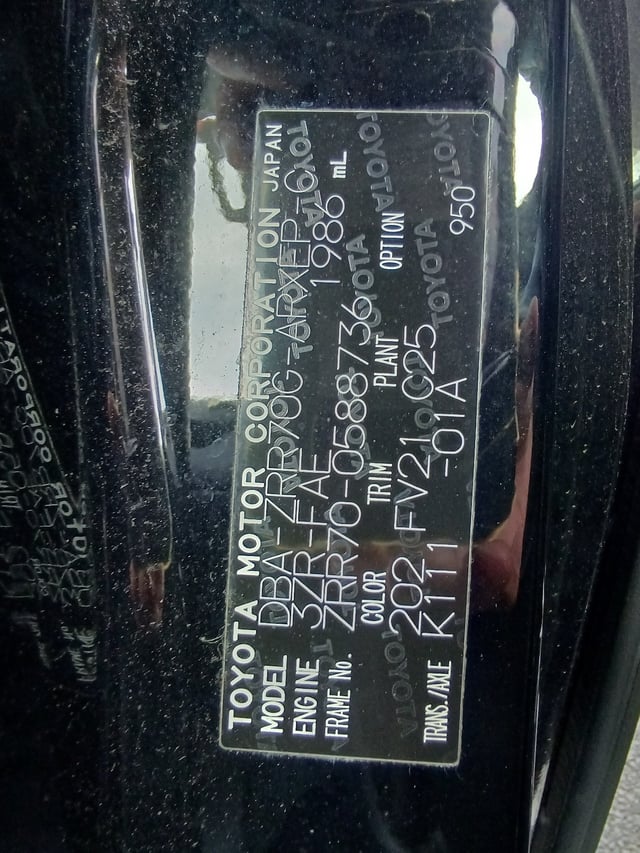 TOYOTA MOTOR CORPORATION JAPAN
MODEL DBA-ZRR70G-ARXEP-C
ENGINE 3ZR-FAE 1986 mL
FRAME No. ZRR70-0588736
COLOR TRIM PLANT OPTION
202 FV21 C25
TRANS./AXLE K111 -01A 950